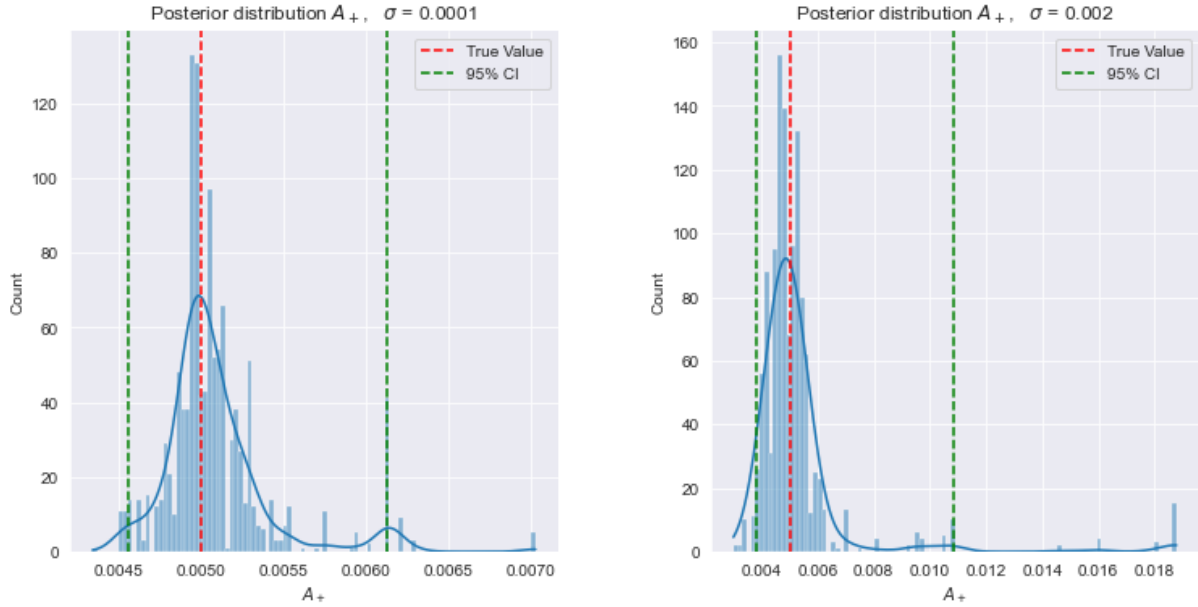 Posterior distribution A₊, σ = 0.0001
True Value
95% CI
120
100
80
60
40
20
0
Count
0.0045 0.0050 0.0055 0.0060 0.0065 0.0070
A₊
Posterior distribution A₊, σ = 0.002
True Value
95% CI
160
140
120
100
80
60
40
20
0
Count
0.004 0.006 0.008 0.010 0.012 0.014 0.016 0.018
A₊